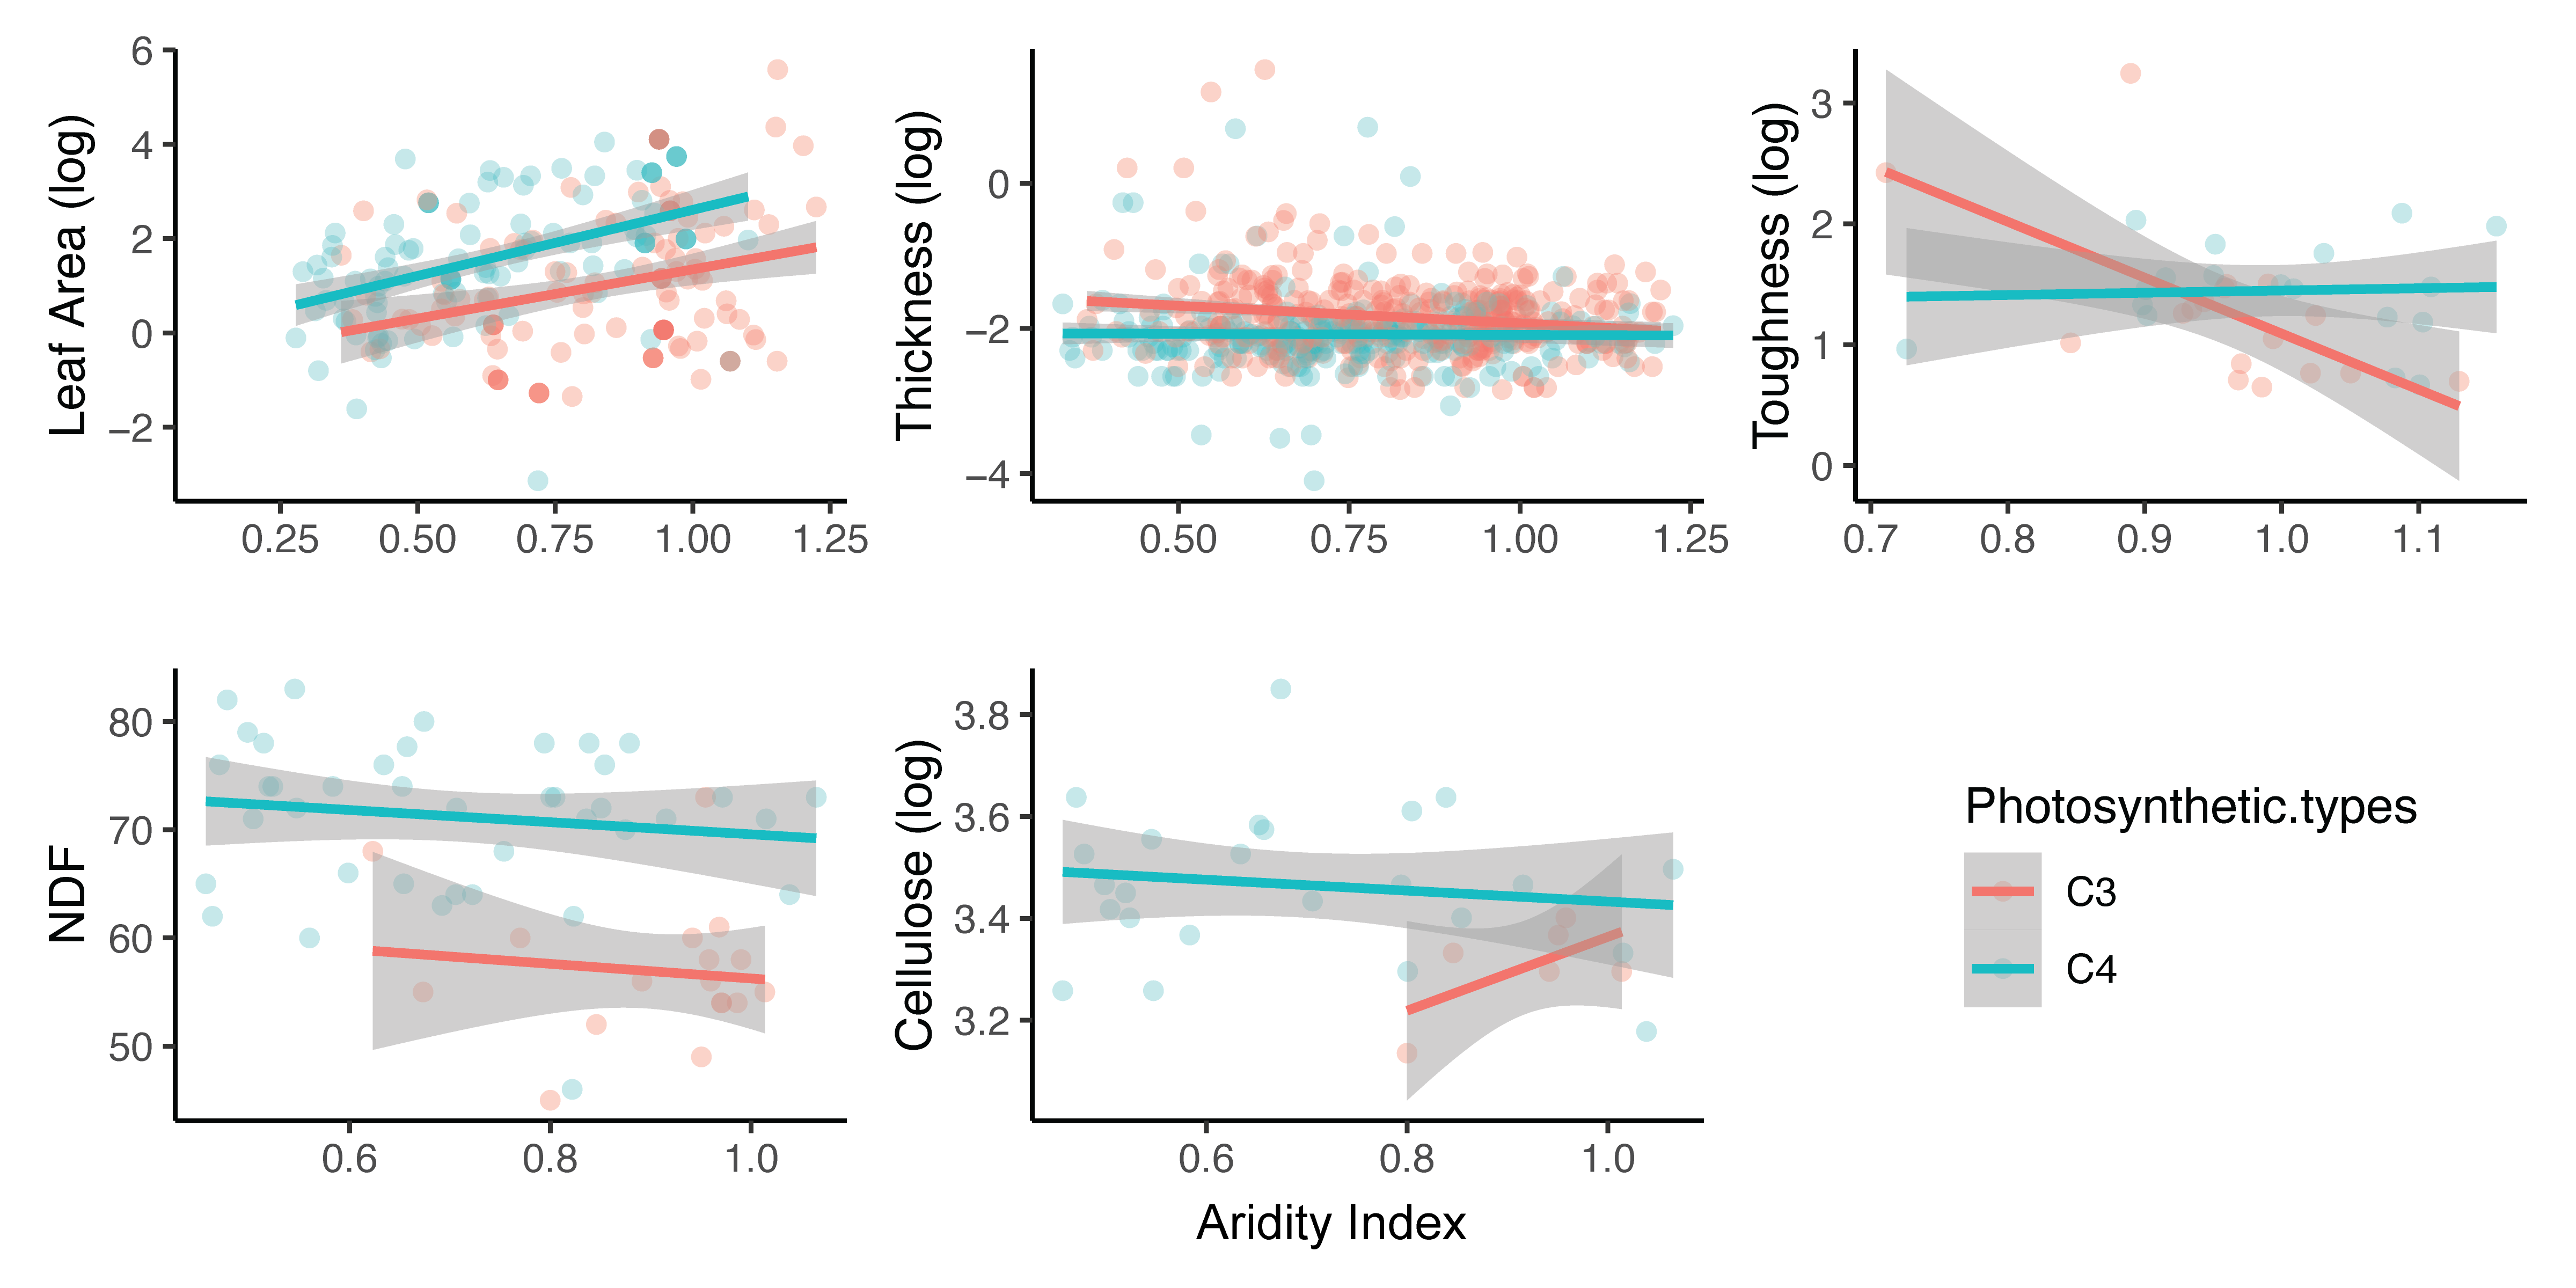 Leaf Area (log)
6
4
2
0
−2
0.25 0.50 0.75 1.00 1.25
Thickness (log)
0
−2
−4
0.50 0.75 1.00 1.25
Toughness (log)
3
2
1
0
0.7 0.8 0.9 1.0 1.1
NDF
80
70
60
50
0.6 0.8 1.0
Cellulose (log)
3.8
3.6
3.4
3.2
0.6 0.8 1.0
Photosynthetic.types
C3
C4
Aridity Index